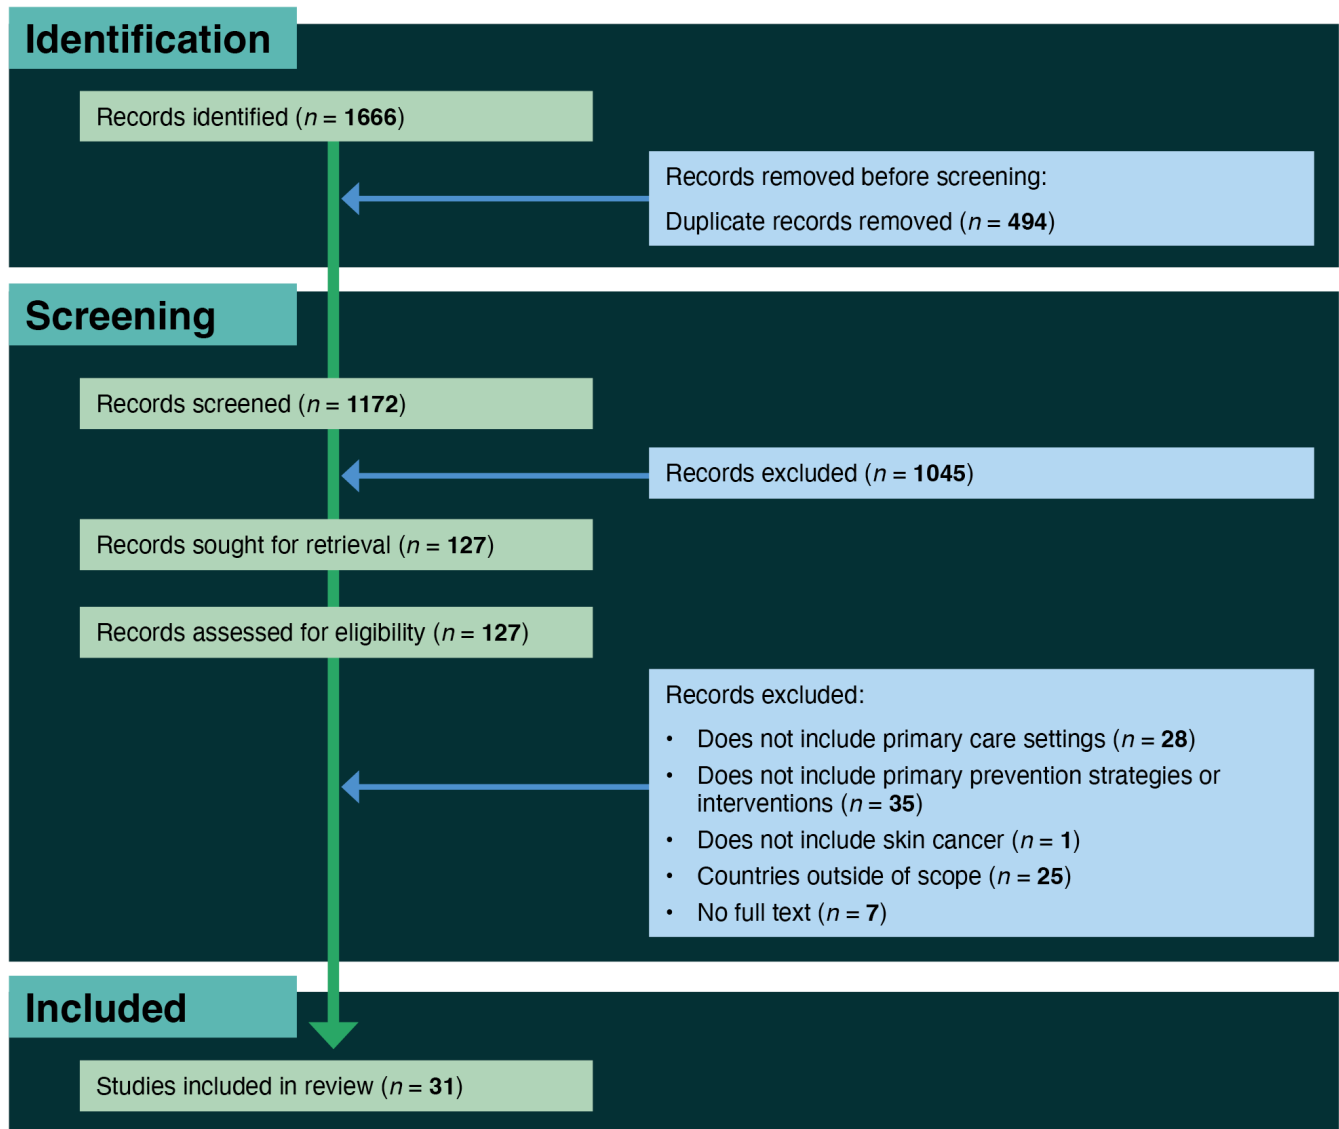 Identification
Records identified (n = 1666)
Records removed before screening:
Duplicate records removed (n = 494)
Screening
Records screened (n = 1172)
Records excluded (n = 1045)
Records sought for retrieval (n = 127)
Records assessed for eligibility (n = 127)
Records excluded:
• Does not include primary care settings (n = 28)
• Does not include primary prevention strategies or
interventions (n = 35)
• Does not include skin cancer (n = 1)
• Countries outside of scope (n = 25)
• No full text (n = 7)
Included
Studies included in review (n = 31)